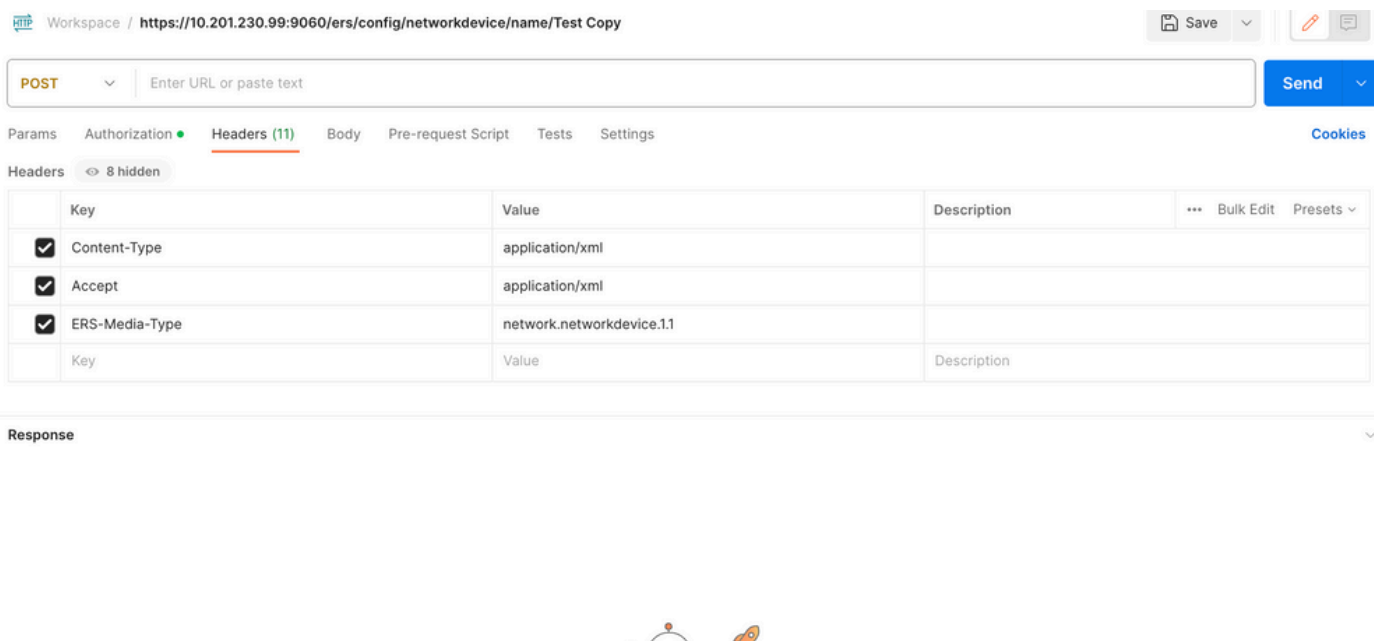 HTTP Workspace / https://10.201.230.99:9060/ers/config/networkdevice/name/Test Copy Save
POST Enter URL or paste text Send
Params Authorization Headers (11) Body Pre-request Script Tests Settings Cookies
Headers 8 hidden
Key Value Description ••• Bulk Edit Presets
Content-Type application/xml
Accept application/xml
ERS-Media-Type network.networkdevice.1.1
Key Value Description
Response